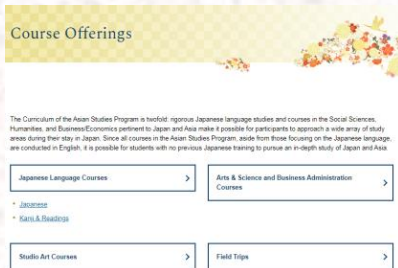 Course Offerings
The Curriculum of the Asian Studies Program is twofold: rigorous Japanese language studies and courses in the Social Sciences,
Humanities, and Business/Economics pertinent to Japan and Asia make it possible for participants to approach a wide array of study
areas during their stay in Japan. Since all courses in the Asian Studies Program, aside from those focusing on the Japanese language,
are conducted in English, it is possible for students with no previous Japanese training to pursue an in-depth study of Japan and Asia
Japanese Language Courses
Arts & Science and Business Administration
Courses
Japanese
Kanji & Readings
Studio Art Courses
Field Trips